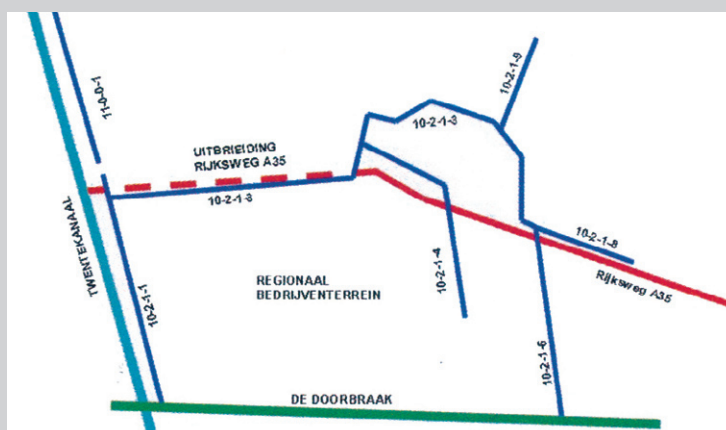 11-0-0-1
10-2-1-9
10-2-1-3
UITBRIEDING
RIJKSWEG A35
10-2-1-3
TWENTEKANAAL
10-2-1-1
REGIONAAL
BEDRIJVENTERREIN
10-2-1-4
10-2-1-8
Rijksweg A35
10-2-1-6
DE DOORBRAAK